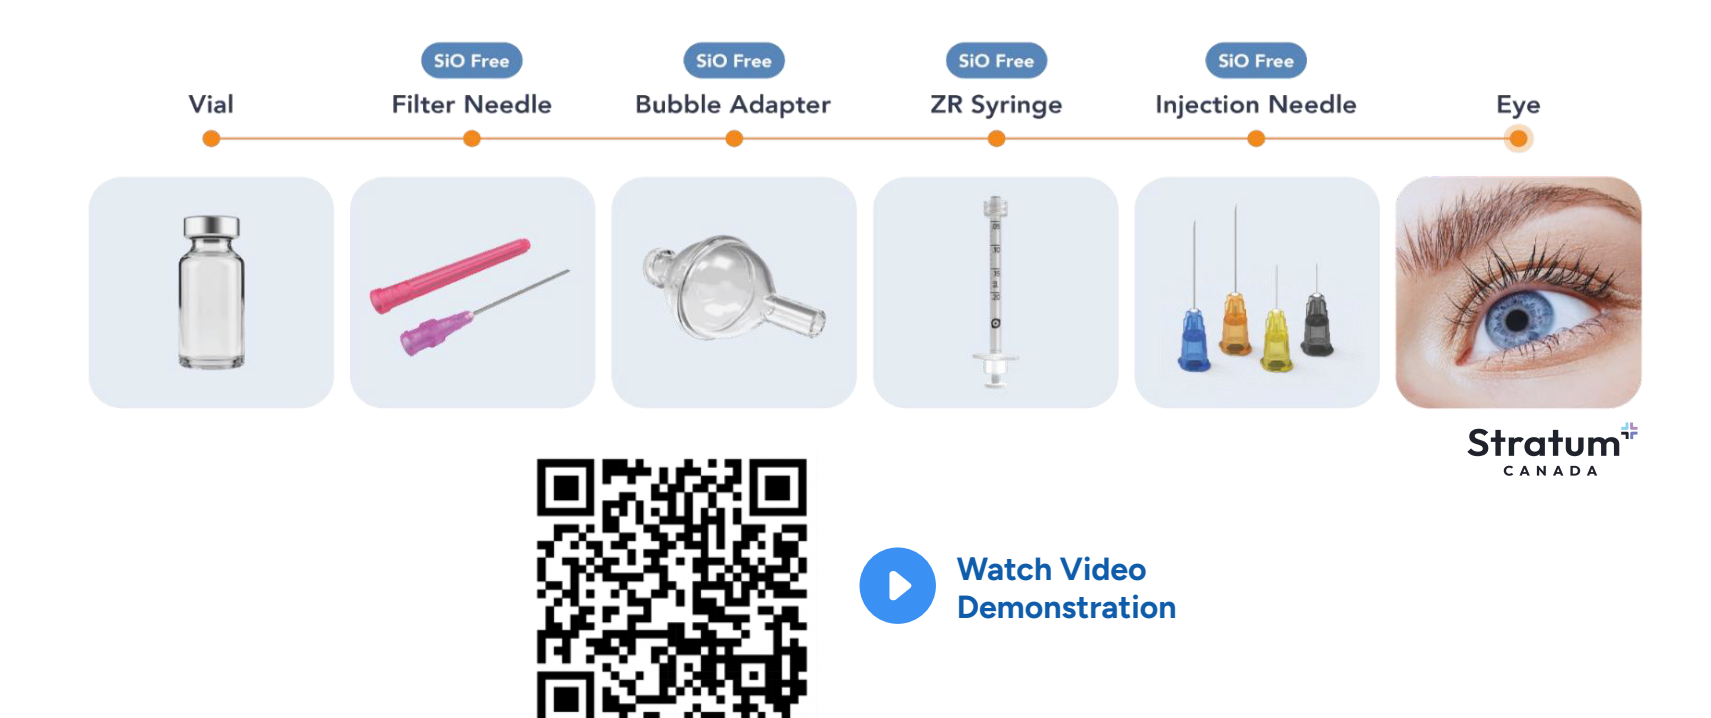 SiO Free
SiO Free
SiO Free
SiO Free
Vial
Filter Needle
Bubble Adapter
ZR Syringe
Injection Needle
Eye
Stratum
CANADA
Watch Video
Demonstration